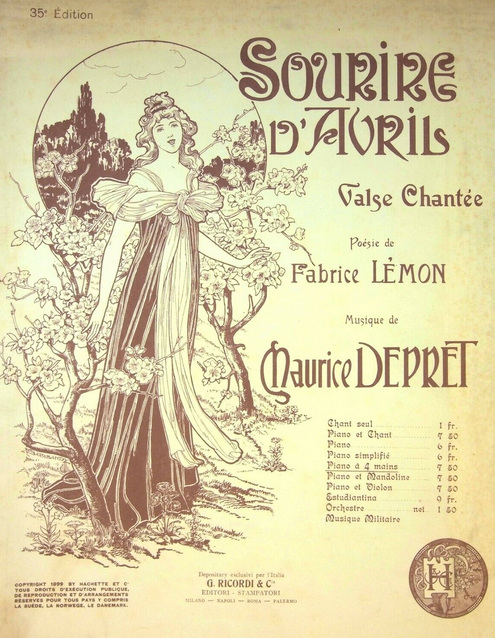 35e Édition
SOURIRE
D'AVRIL
Valse Chantée
Poésie de
Fabrice LÉMON
Musique de
Maurice DEPRET
Chant seul 1 fr.
Piano et Chant 7 50
Piano 6 fr.
Piano simplifié 6 fr.
Piano à 4 mains 7 50
Piano et Mandoline 7 50
Piano et Violon 7 50
Estudiantina 9 fr.
Orchestre net 1 50
Musique Militaire
Depositary esclusivi per l'Italia
G. RICORDI & Co.
EDITORI - STAMPATORI
MILANO — NAPOLI — ROMA — PALERMO
COPYRIGHT 1899 BY HACHETTE ET Cie
TOUS DROITS D'EXÉCUTION PUBLIQUE,
DE REPRODUCTION ET D'ARRANGEMENTS
RÉSERVÉS POUR TOUS PAYS Y COMPRIS
LA SUÈDE, LA NORWÈGE, LE DANEMARK.
H